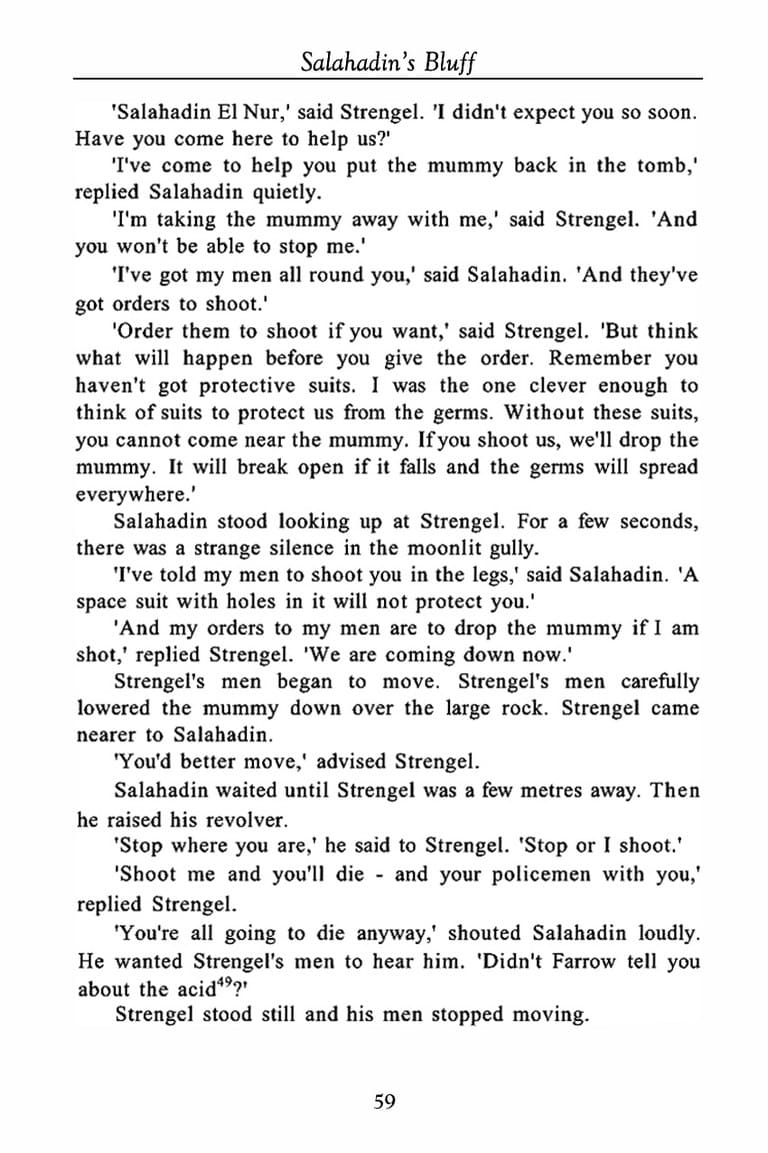 Salahadin's Bluff
'Salahadin El Nur,' said Strengel. 'I didn't expect you so soon.
Have you come here to help us?'
'I've come to help you put the mummy back in the tomb,'
replied Salahadin quietly.
'I'm taking the mummy away with me,' said Strengel. 'And
you won't be able to stop me.'
'I've got my men all round you,' said Salahadin. 'And they've
got orders to shoot.'
'Order them to shoot if you want,' said Strengel. 'But think
what will happen before you give the order. Remember you
haven't got protective suits. I was the one clever enough to
think of suits to protect us from the germs. Without these suits,
you cannot come near the mummy. If you shoot us, we'll drop the
mummy. It will break open if it falls and the germs will spread
everywhere.'
Salahadin stood looking up at Strengel. For a few seconds,
there was a strange silence in the moonlit gully.
'I've told my men to shoot you in the legs,' said Salahadin. 'A
space suit with holes in it will not protect you.'
'And my orders to my men are to drop the mummy if I am
shot,' replied Strengel. 'We are coming down now.'
Strengel's men began to move. Strengel's men carefully
lowered the mummy down over the large rock. Strengel came
nearer to Salahadin.
'You'd better move,' advised Strengel.
Salahadin waited until Strengel was a few metres away. Then
he raised his revolver.
'Stop where you are,' he said to Strengel. 'Stop or I shoot.'
'Shoot me and you'll die - and your policemen with you,'
replied Strengel.
'You're all going to die anyway,' shouted Salahadin loudly.
He wanted Strengel's men to hear him. 'Didn't Farrow tell you
about the acid⁴⁹?'
Strengel stood still and his men stopped moving.
59